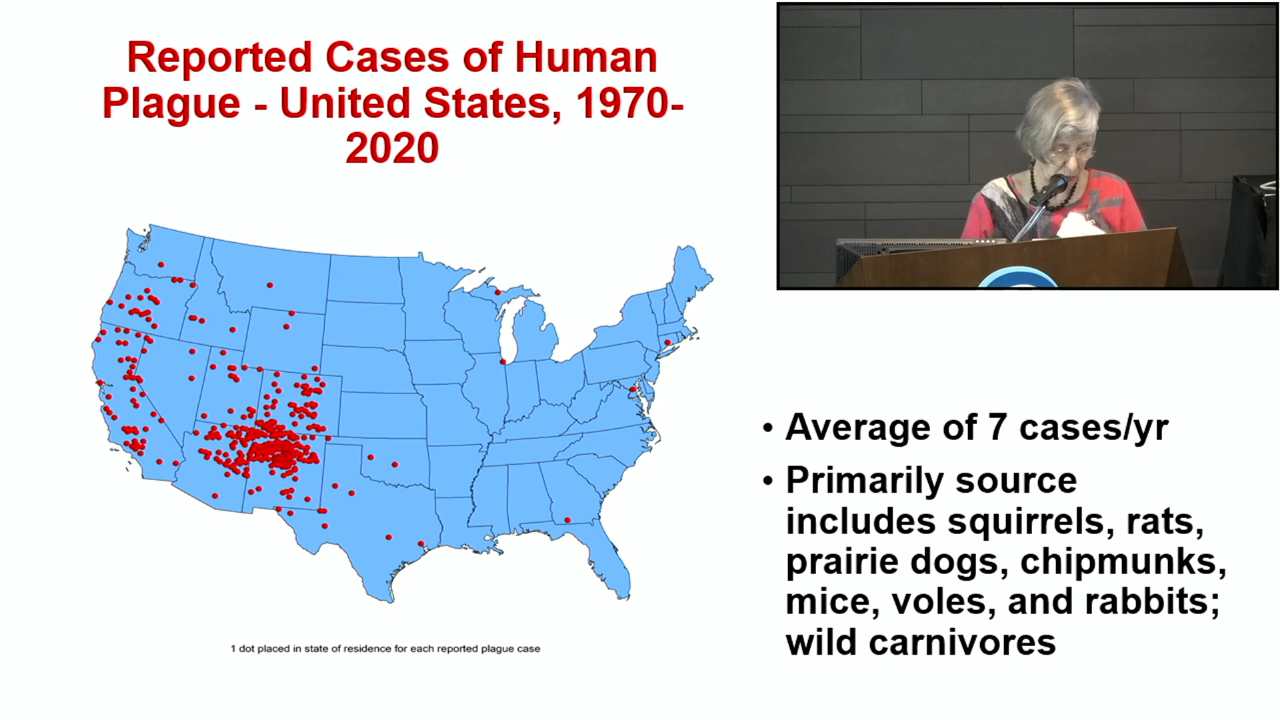 Reported Cases of Human
Plague - United States, 1970-
2020
• Average of 7 cases/yr
• Primarily source
includes squirrels, rats,
prairie dogs, chipmunks,
mice, voles, and rabbits;
wild carnivores
1 dot placed in state of residence for each reported plague case